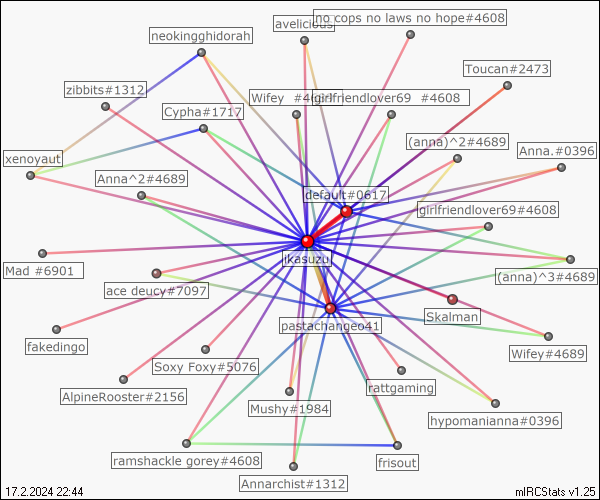 no cops no laws no hope#4608
avelicious
neokingghidorah
Toucan#2473
zibbits#1312
Wifey #4689
girlfriendlover69 #4608
Cypha#1717
(anna)^2#4689
Anna.#0396
xenoyaut
Anna^2#4689
default#0617
girlfriendlover69#4608
ikasuzu
Mad #6901
(anna)^3#4689
ace deucy#7097
Skalman
pastachangeo41
fakedingo
Wifey#4689
Soxy Foxy#5076
rattgaming
AlpineRooster#2156
Mushy#1984
hypomanianna#0396
ramshackle gorey#4608
frisout
Annarchist#1312
17.2.2024 22:44
mIRCStats v1.25